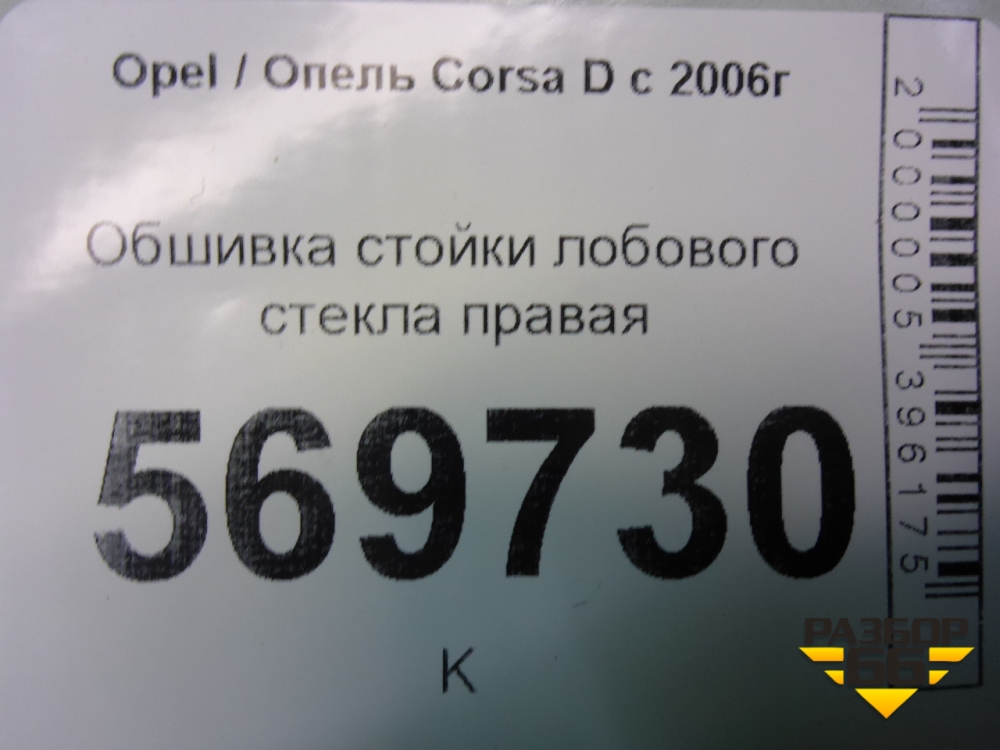 Opel / Опель Corsa D с 2006г
Обшивка стойки лобового
стекла правая
569730
К
2000005396175
РАЗБОР
66